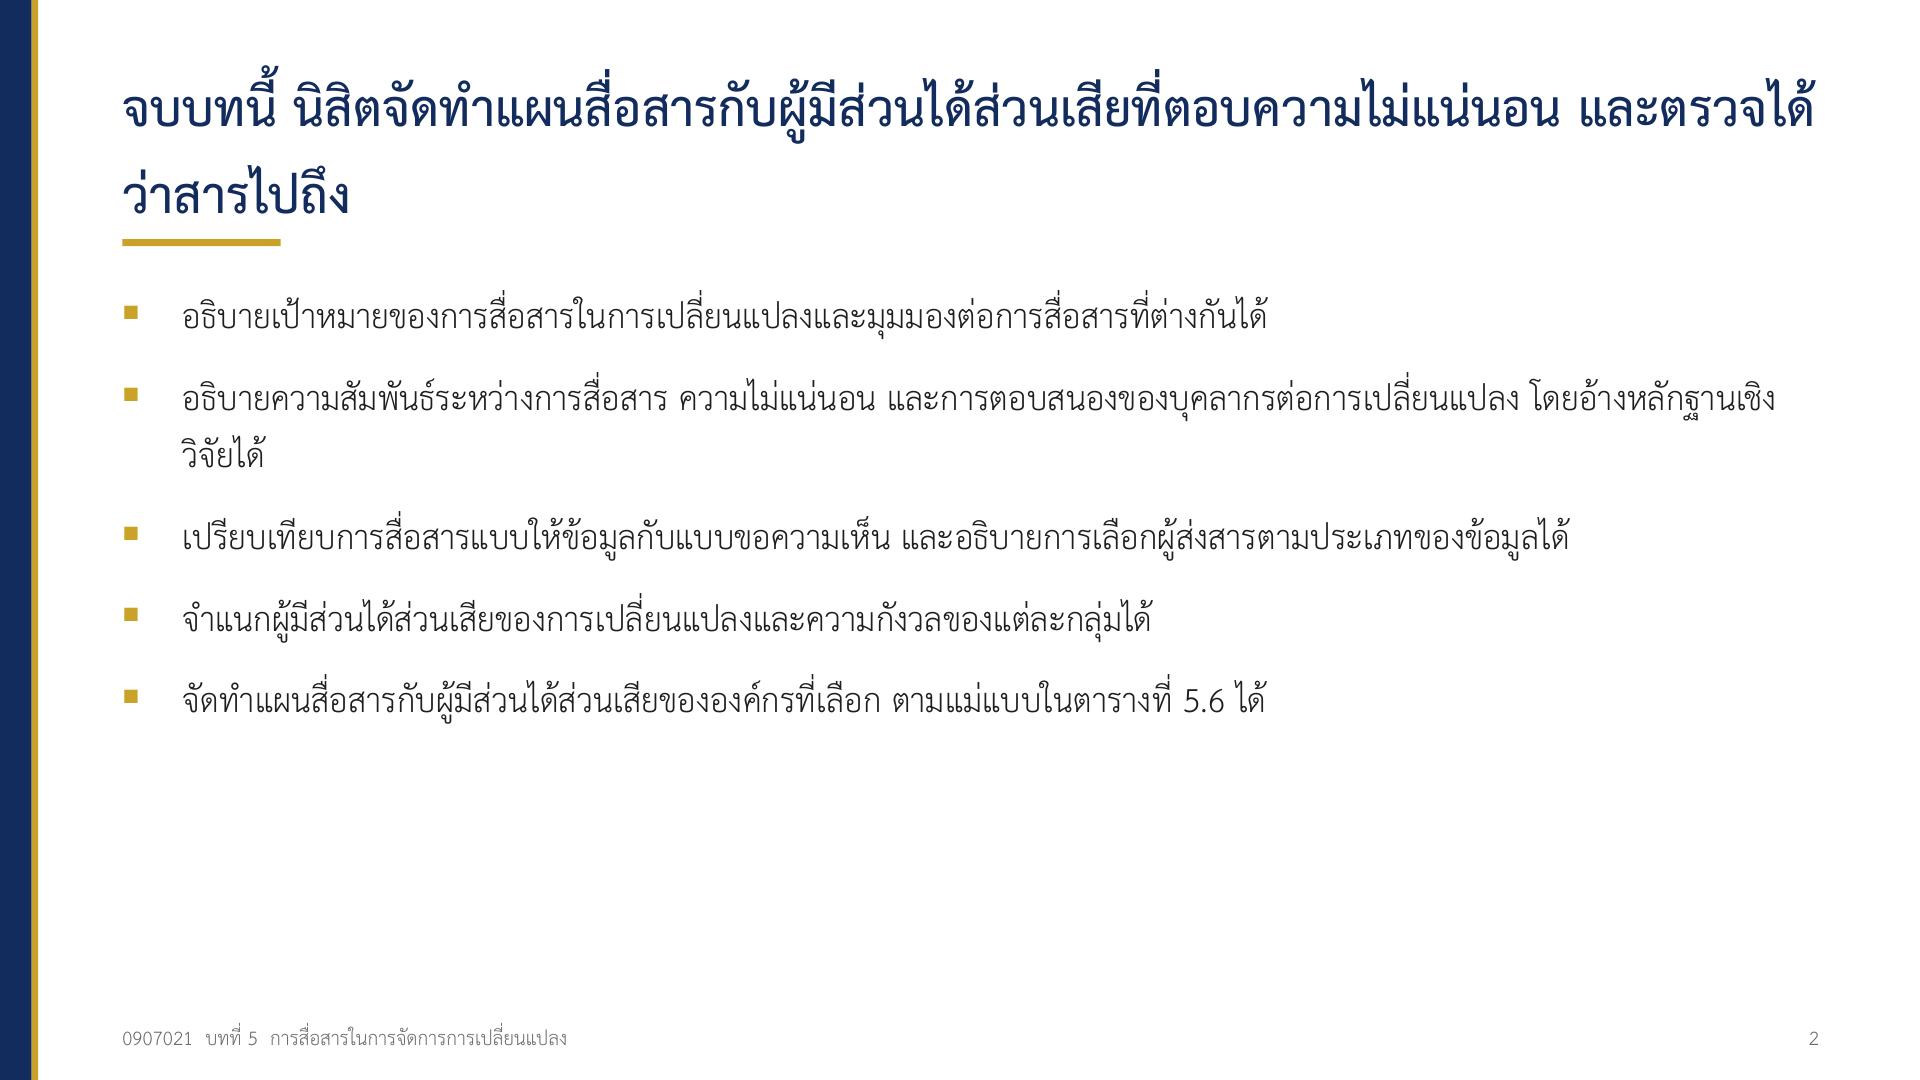 จบบทนี้ นิสิตจัดทำแผนสื่อสารกับผู้มีส่วนได้ส่วนเสียที่ตอบความไม่แน่นอน และตรวจได้
ว่าสารไปถึง
อธิบายเป้าหมายของการสื่อสารในการเปลี่ยนแปลงและมุมมองต่อการสื่อสารที่ต่างกันได้
อธิบายความสัมพันธ์ระหว่างการสื่อสาร ความไม่แน่นอน และการตอบสนองของบุคลากรต่อการเปลี่ยนแปลง โดยอ้างหลักฐานเชิง
วิจัยได้
เปรียบเทียบการสื่อสารแบบให้ข้อมูลกับแบบขอความเห็น และอธิบายการเลือกผู้ส่งสารตามประเภทของข้อมูลได้
จำแนกผู้มีส่วนได้ส่วนเสียของการเปลี่ยนแปลงและความกังวลของแต่ละกลุ่มได้
จัดทำแผนสื่อสารกับผู้มีส่วนได้ส่วนเสียขององค์กรที่เลือก ตามแม่แบบในตารางที่ 5.6 ได้
0907021 บทที่ 5 การสื่อสารในการจัดการการเปลี่ยนแปลง
2